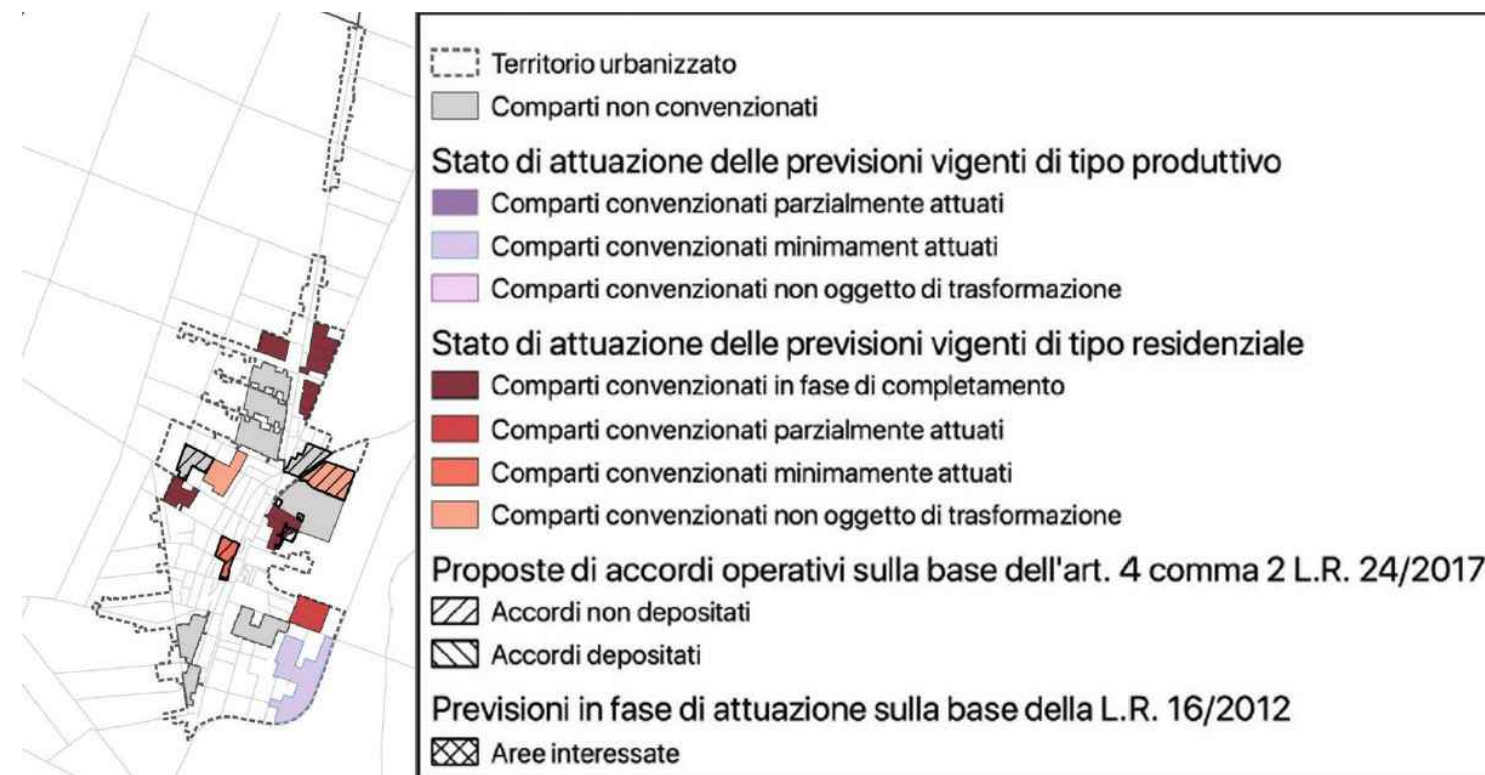 Territorio urbanizzato
Comparti non convenzionati
Stato di attuazione delle previsioni vigenti di tipo produttivo
Comparti convenzionati parzialmente attuati
Comparti convenzionati minimament attuati
Comparti convenzionati non oggetto di trasformazione
Stato di attuazione delle previsioni vigenti di tipo residenziale
Comparti convenzionati in fase di completamento
Comparti convenzionati parzialmente attuati
Comparti convenzionati minimamente attuati
Comparti convenzionati non oggetto di trasformazione
Proposte di accordi operativi sulla base dell'art. 4 comma 2 L.R. 24/2017
Accordi non depositati
Accordi depositati
Previsioni in fase di attuazione sulla base della L.R. 16/2012
Aree interessate